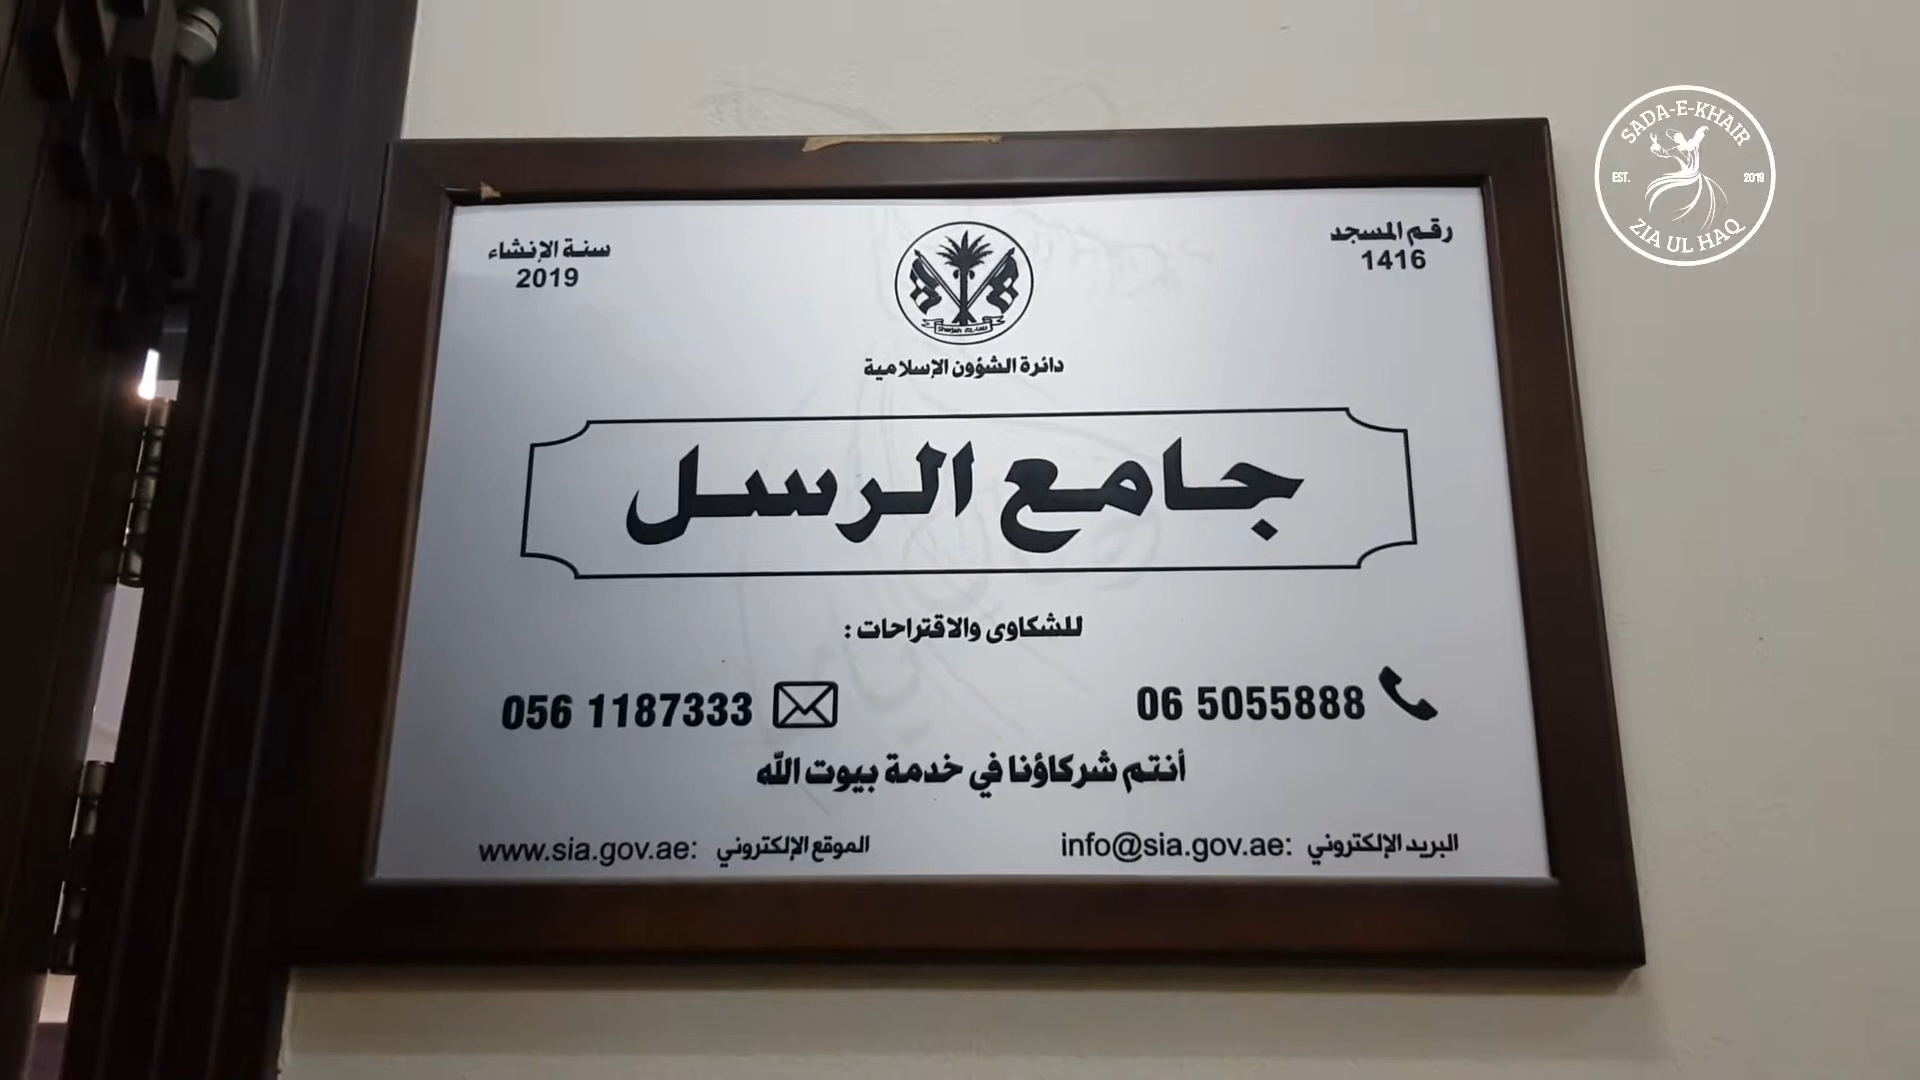 رقم المسجد
1416
سنة الإنشاء
2019
دائرة الشؤون الإسلامية
جامع الرسل
للشكاوى والاقتراحات :
06 5055888
056 1187333
أنتم شركاؤنا في خدمة بيوت الله
البريد الإلكتروني :info@sia.gov.ae
الموقع الإلكتروني :www.sia.gov.ae
SADA-E-KHAIR
EST. 2019
ZIA UL HAQ